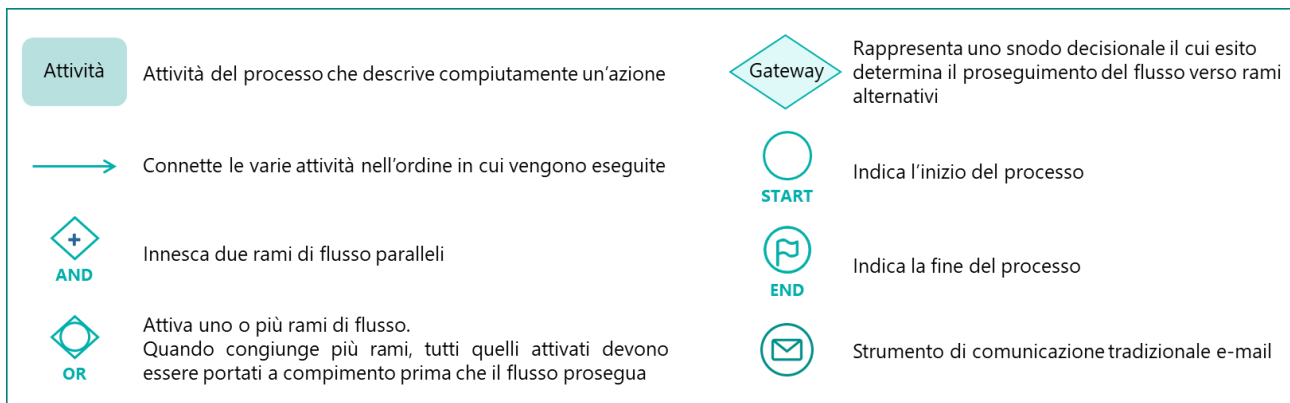 Attività
Attività del processo che descrive compiutamente un'azione
Connette le varie attività nell'ordine in cui vengono eseguite
AND
Innesca due rami di flusso paralleli
OR
Attiva uno o più rami di flusso.
Quando congiunge più rami, tutti quelli attivati devono
essere portati a compimento prima che il flusso prosegua
Gateway
Rappresenta uno snodo decisionale il cui esito
determina il proseguimento del flusso verso rami
alternativi
START
Indica l'inizio del processo
END
Indica la fine del processo
Strumento di comunicazione tradizionale e-mail